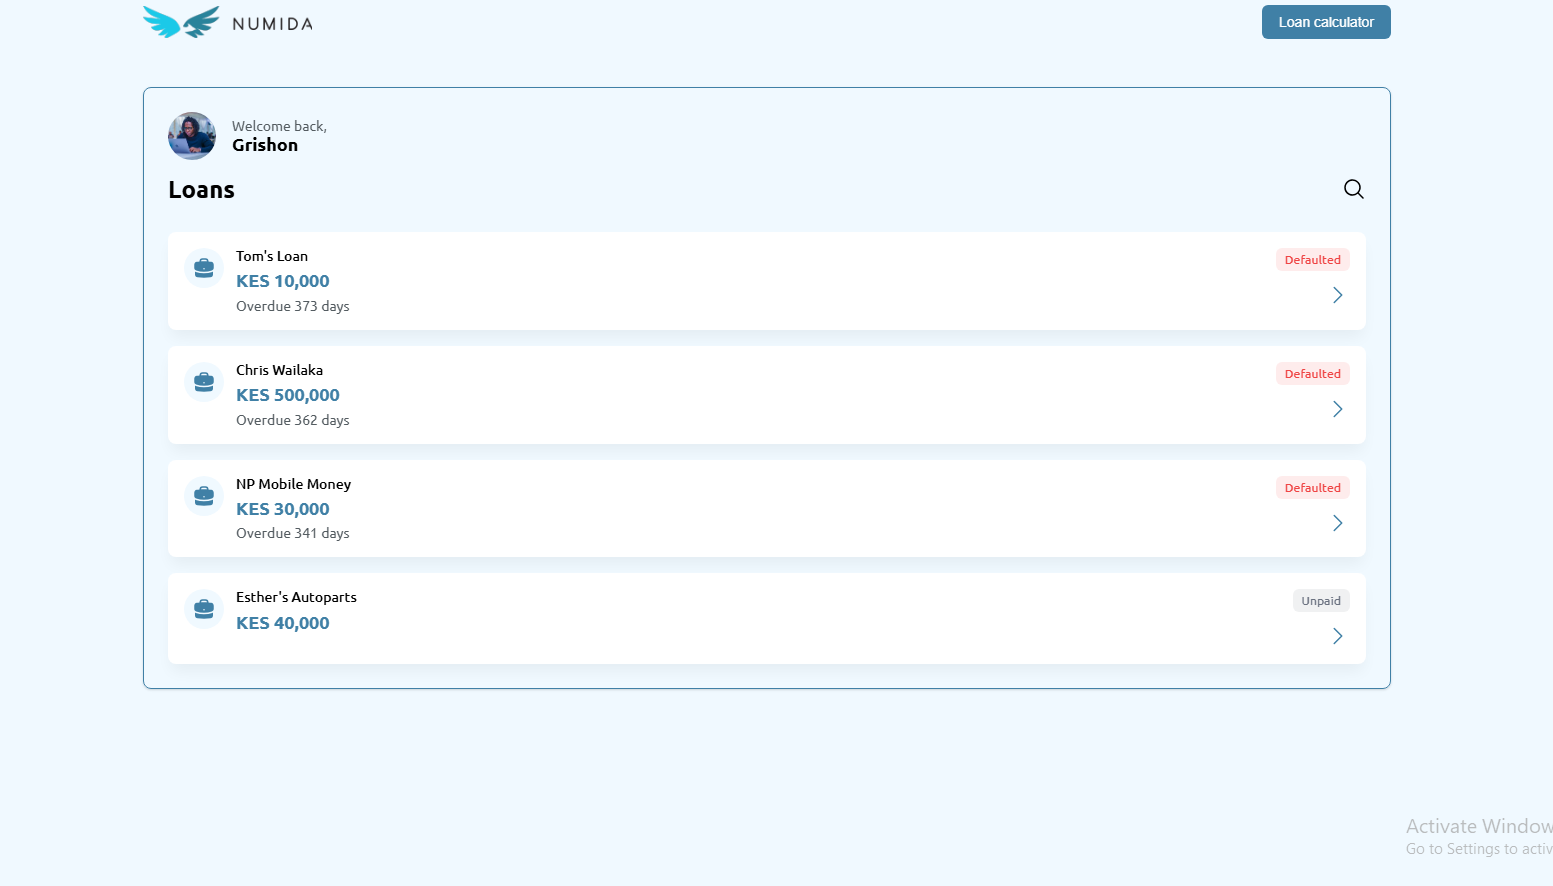 NUMIDA
Loan calculator
Welcome back,
Grishon
Loans
Tom's Loan
Defaulted
KES 10,000
Overdue 373 days
Chris Wailaka
Defaulted
KES 500,000
Overdue 362 days
NP Mobile Money
Defaulted
KES 30,000
Overdue 341 days
Esther's Autoparts
Unpaid
KES 40,000
Activate Window
Go to Settings to activ